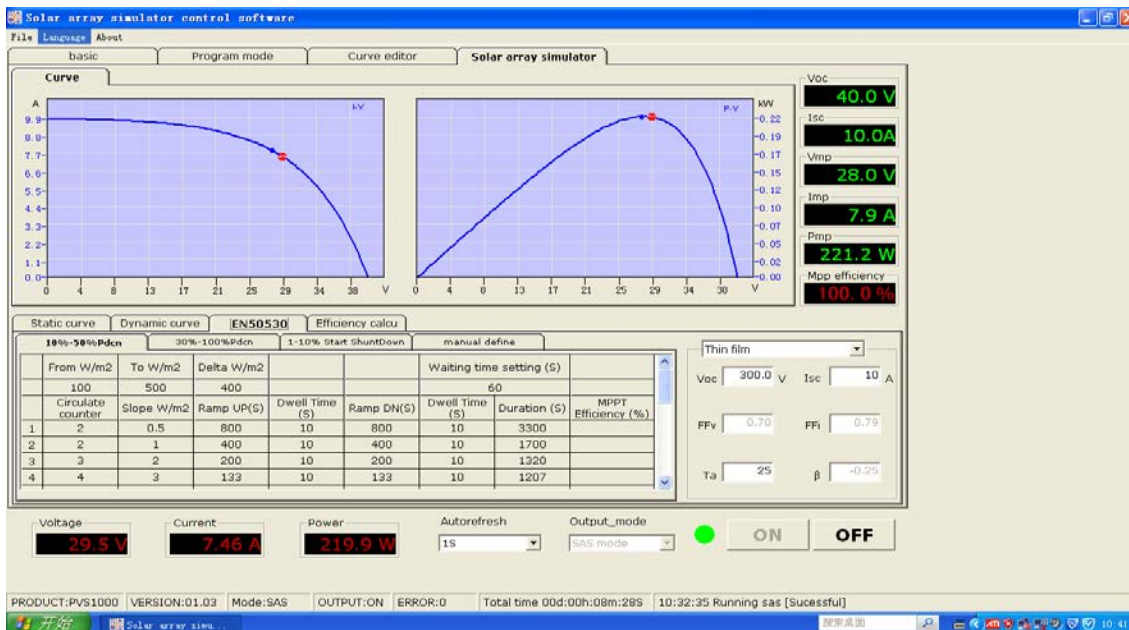 Solar array simulator control software
File Language About
basic Program mode Curve editor Solar array simulator
Curve
A I-V P-V kW
9.9 8.8 7.7 6.6 5.5 4.4 3.3 2.2 1.1 0.0
0 4 8 13 17 21 25 29 34 38 V
0.22 0.19 0.17 0.15 0.12 0.10 0.07 0.05 0.02 0.00
0 4 8 13 17 21 25 29 34 38 V
Voc
40.0 V
Isc
10.0A
Vmp
28.0 V
Imp
7.9 A
Pmp
221.2 W
Mpp efficiency
100.0 %
Static curve Dynamic curve EN50530 Efficiency calcu
10%-50%Pdcn 30%-100%Pdcn 1-10% Start ShuntDown manual define
From W/m2 To W/m2 Delta W/m2 Waiting time setting (S)
100 500 400 60
Circulate counter Slope W/m2 Ramp UP(S) Dwell Time (S) Ramp DN(S) Dwell Time (S) Duration (S) MPPT Efficiency (%)
1 2 0.5 800 10 800 10 3300
2 2 1 400 10 400 10 1700
3 3 2 200 10 200 10 1320
4 4 3 133 10 133 10 1207
Thin film
Voc 300.0 V Isc 10 A
FFv 0.70 FFi 0.79
Ta 25 β -0.25
Voltage Current Power Autorefresh Output_mode
29.5 V 7.46 A 219.9 W 1S SAS mode ON OFF
PRODUCT:PVS1000 VERSION:01.03 Mode:SAS OUTPUT:ON ERROR:0 Total time 00d:00h:08m:28S 10:32:35 Running sas [Sucessful]
开始 Solar array simu... 搜索桌面 10:41